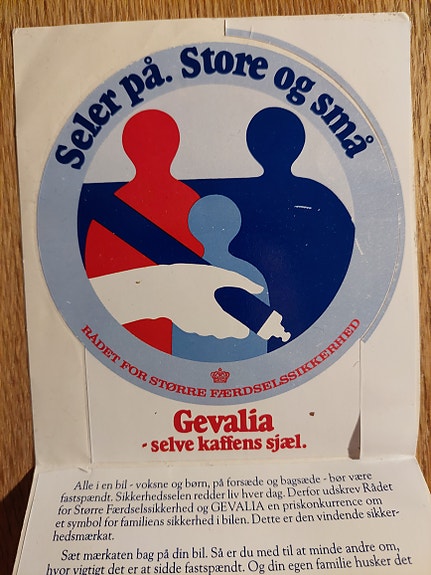 Seler på. Store og små
RÅDET FOR STØRRE FÆRDSELSSIKKERHED
Gevalia
- selve kaffens sjæl.
Alle i en bil - voksne og børn, på forsæde og bagsæde - bør være
fastspændt. Sikkerhedsselen redder liv hver dag. Derfor udskrev Rådet
for Større Færdselssikkerhed og GEVALIA en priskonkurrence om
et symbol for familiens sikkerhed i bilen. Dette er den vindende sikker-
hedsmærkat.
Sæt mærkaten bag på din bil. Så er du med til at minde andre om,
hvor vigtigt det er at sidde fastspændt. Og din egen familie husker det